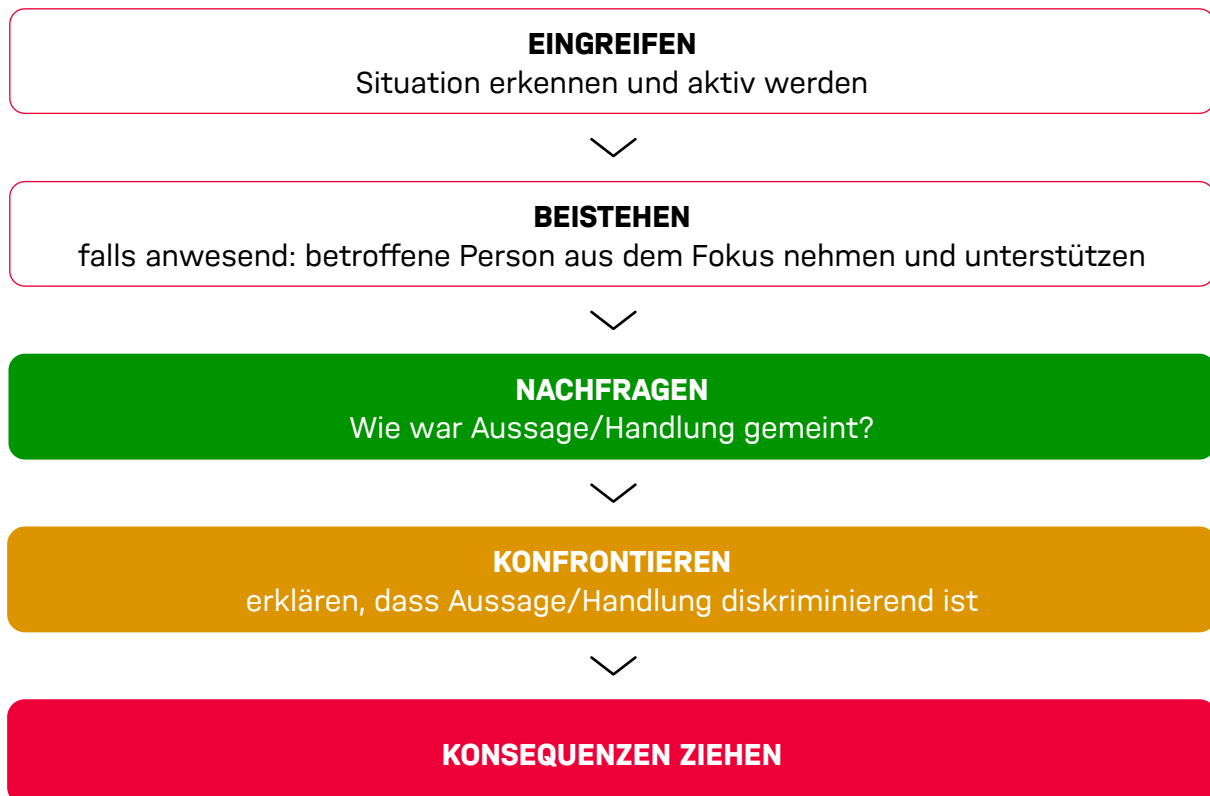 EINGREIFEN
Situation erkennen und aktiv werden
BEISTEHEN
falls anwesend: betroffene Person aus dem Fokus nehmen und unterstützen
NACHFRAGEN
Wie war Aussage/Handlung gemeint?
KONFRONTIEREN
erklären, dass Aussage/Handlung diskriminierend ist
KONSEQUENZEN ZIEHEN